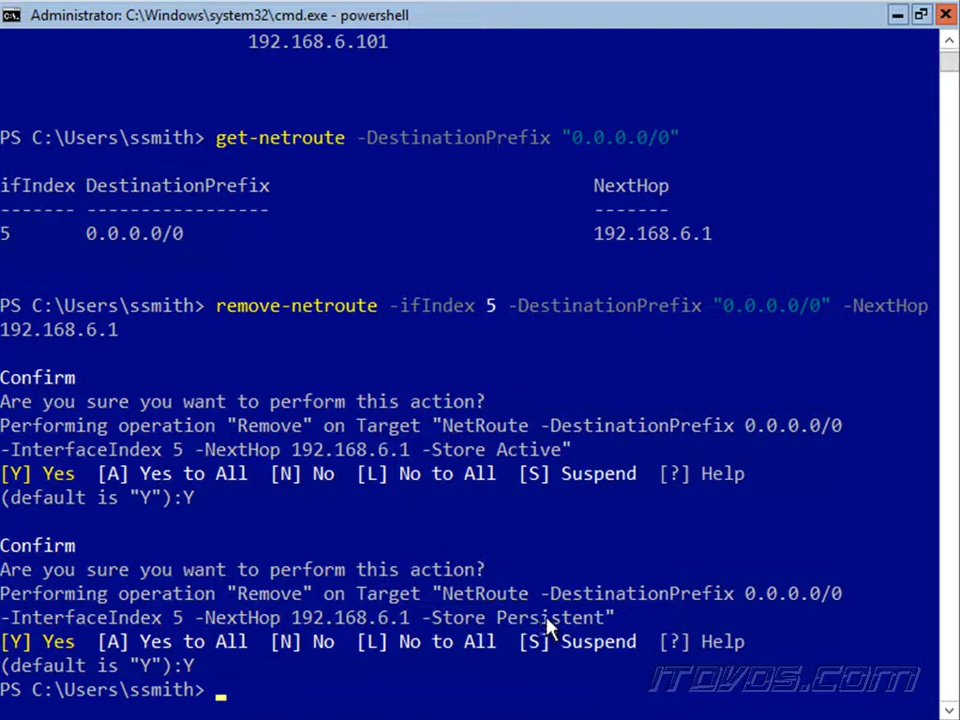 Administrator: C:\Windows\system32\cmd.exe - powershell
192.168.6.101
PS C:\Users\ssmith> get-netroute -DestinationPrefix "0.0.0.0/0"
ifIndex DestinationPrefix NextHop
------- ----------------- -------
5 0.0.0.0/0 192.168.6.1
PS C:\Users\ssmith> remove-netroute -ifIndex 5 -DestinationPrefix "0.0.0.0/0" -NextHop
192.168.6.1
Confirm
Are you sure you want to perform this action?
Performing operation "Remove" on Target "NetRoute -DestinationPrefix 0.0.0.0/0
-InterfaceIndex 5 -NextHop 192.168.6.1 -Store Active"
[Y] Yes [A] Yes to All [N] No [L] No to All [S] Suspend [?] Help
(default is "Y"):Y
Confirm
Are you sure you want to perform this action?
Performing operation "Remove" on Target "NetRoute -DestinationPrefix 0.0.0.0/0
-InterfaceIndex 5 -NextHop 192.168.6.1 -Store Persistent"
[Y] Yes [A] Yes to All [N] No [L] No to All [S] Suspend [?] Help
(default is "Y"):Y
PS C:\Users\ssmith>
ITdvds.com